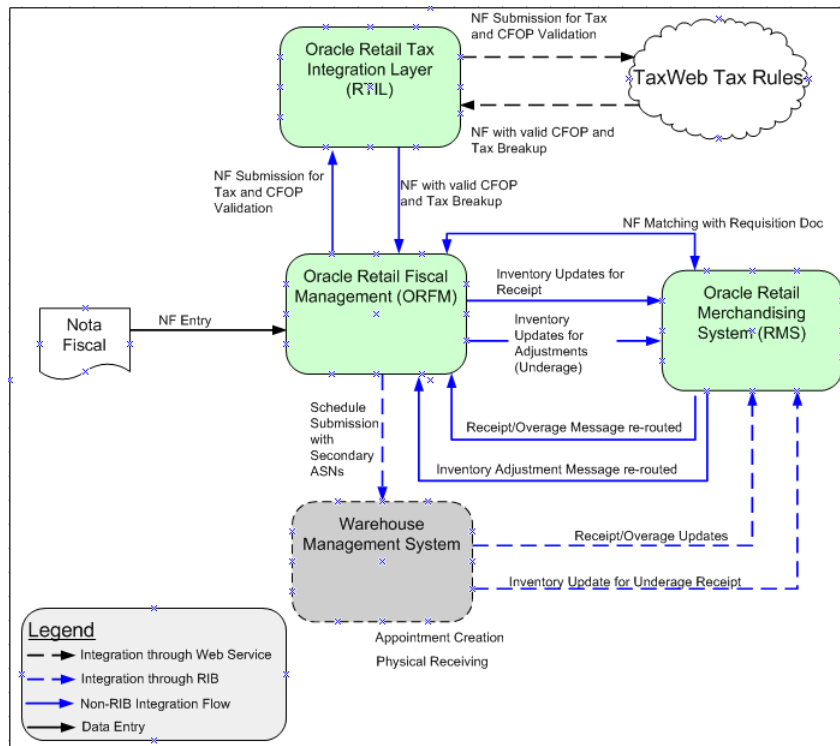 NF Submission for Tax
and CFOP Validation
Oracle Retail Tax
Integration Layer
(RTIL)
TaxWeb Tax Rules
NF with valid CFOP and
Tax Breakup
NF Submission for
Tax and CFOP
Validation
NF with valid CFOP
and Tax Breakup
NF Matching with Requisition Doc
Oracle Retail Fiscal
Management (ORFM)
Inventory Updates for
Receipt
Oracle Retail
Merchandising
System (RMS)
Nota
Fiscal
NF Entry
Inventory
Updates for
Adjustments
(Underage)
Schedule
Submission
with
Secondary
ASNs
Receipt/Overage Message re-routed
Inventory Adjustment Message re-routed
Warehouse
Management System
Receipt/Overage Updates
Inventory Update for Underage Receipt
Appointment Creation
Physical Receiving
Legend
Integration through Web Service
Integration through RIB
Non-RIB Integration Flow
Data Entry